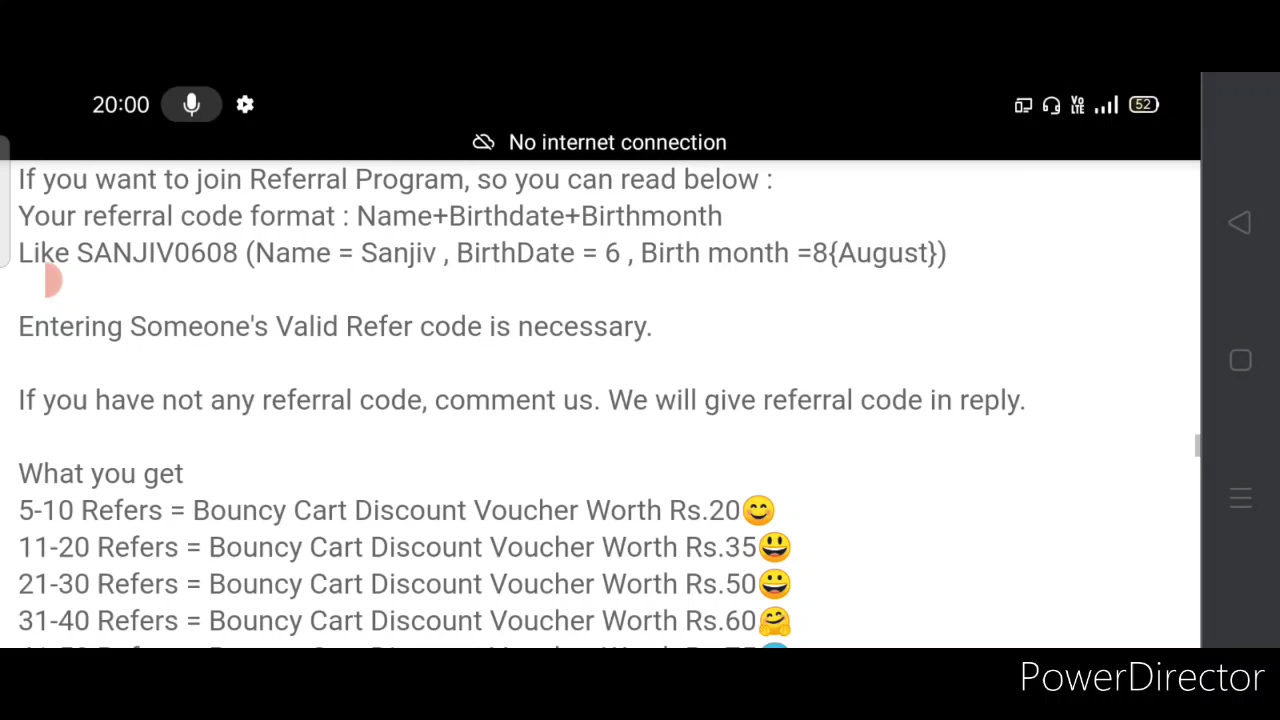 20:00
Vo LTE
52
No internet connection
If you want to join Referral Program, so you can read below :
Your referral code format : Name+Birthdate+Birthmonth
Like SANJIV0608 (Name = Sanjiv , BirthDate = 6 , Birth month =8{August})
Entering Someone's Valid Refer code is necessary.
If you have not any referral code, comment us. We will give referral code in reply.
What you get
5-10 Refers = Bouncy Cart Discount Voucher Worth Rs.20😊
11-20 Refers = Bouncy Cart Discount Voucher Worth Rs.35😃
21-30 Refers = Bouncy Cart Discount Voucher Worth Rs.50😀
31-40 Refers = Bouncy Cart Discount Voucher Worth Rs.60🤗
PowerDirector